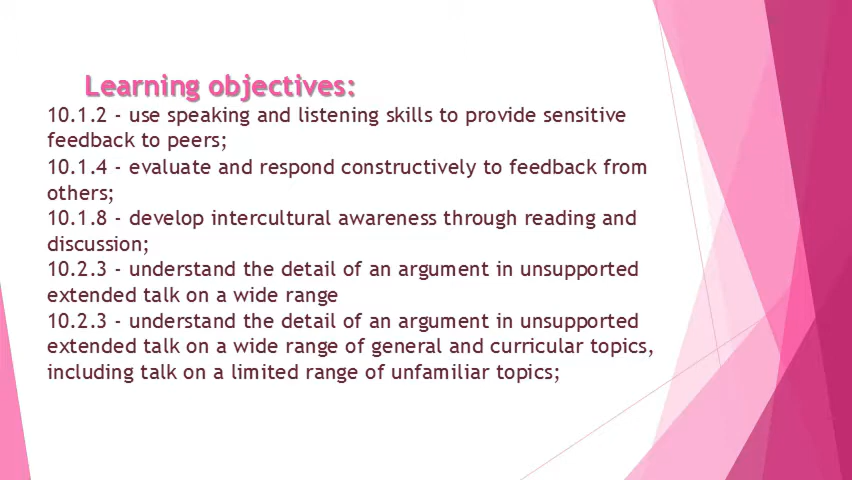 Learning objectives:
10.1.2 - use speaking and listening skills to provide sensitive
feedback to peers;
10.1.4 - evaluate and respond constructively to feedback from
others;
10.1.8 - develop intercultural awareness through reading and
discussion;
10.2.3 - understand the detail of an argument in unsupported
extended talk on a wide range
10.2.3 - understand the detail of an argument in unsupported
extended talk on a wide range of general and curricular topics,
including talk on a limited range of unfamiliar topics;